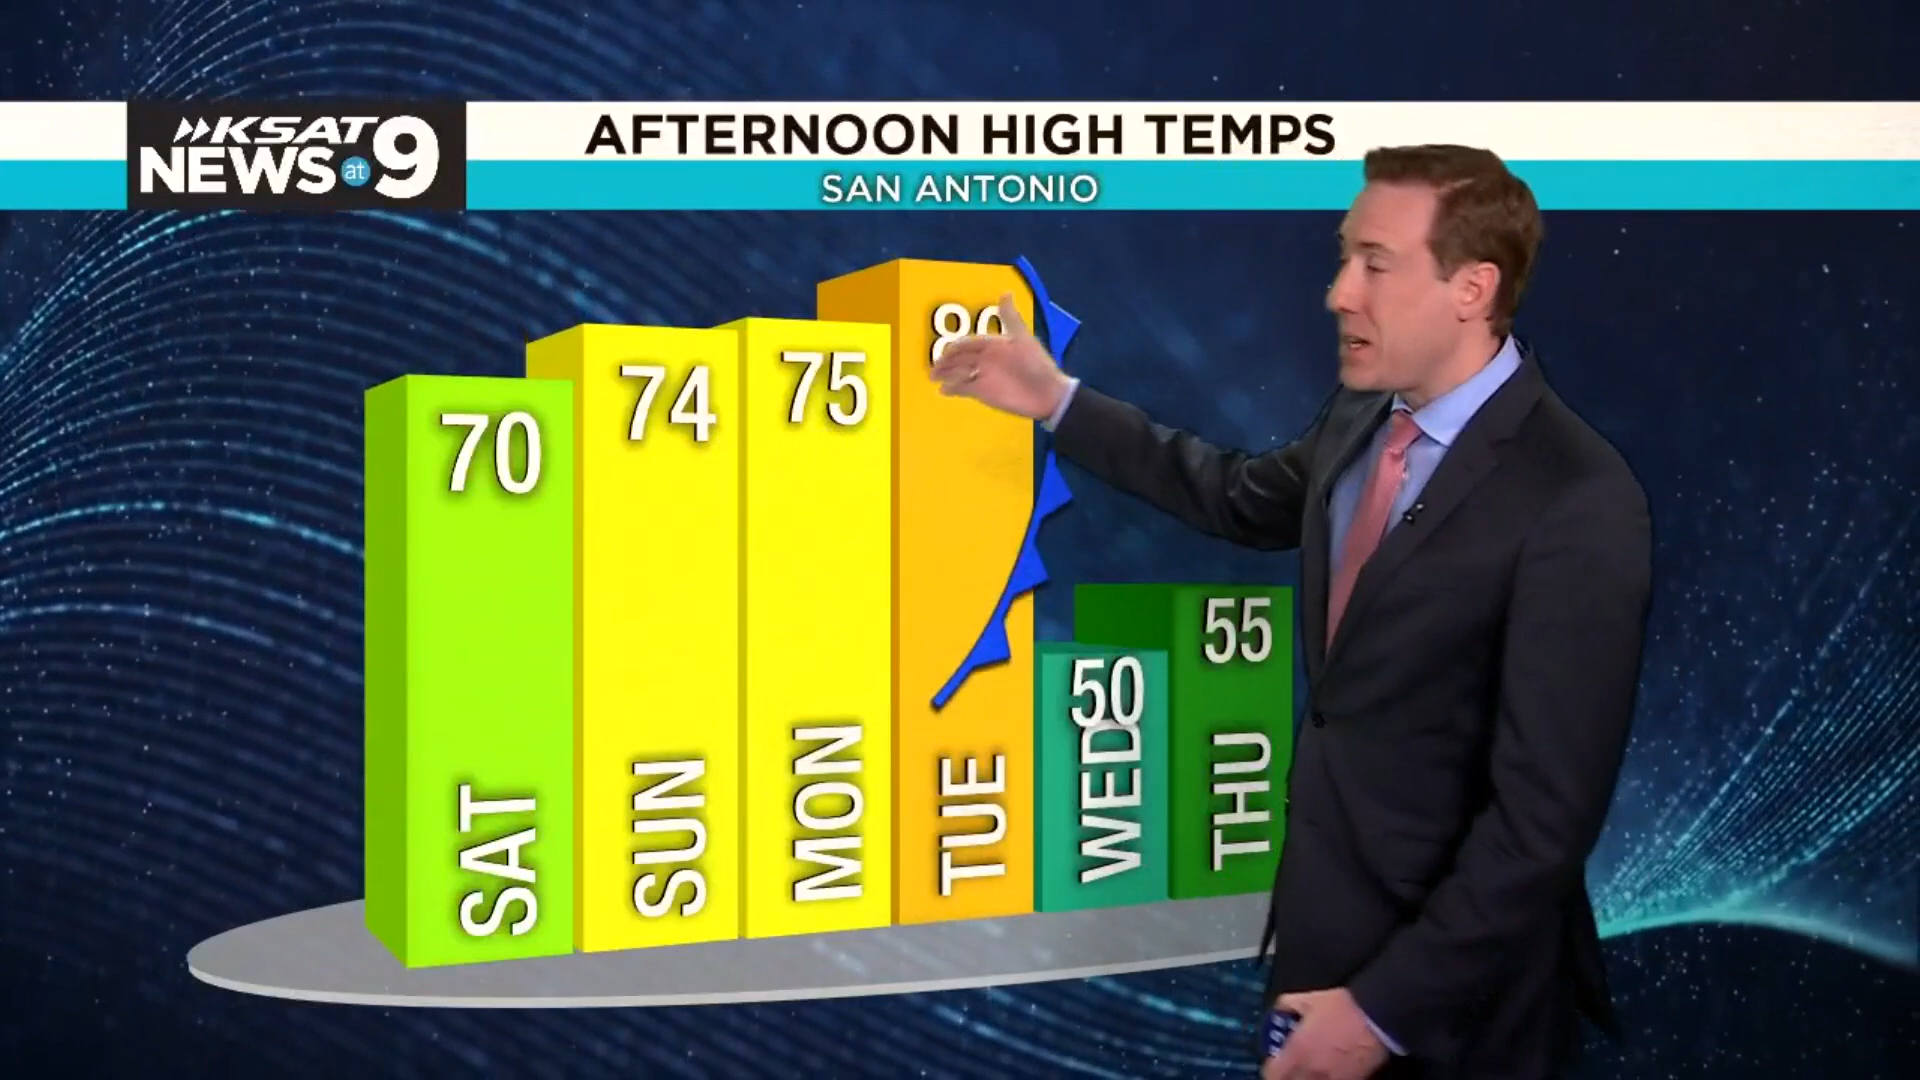 KSAT
NEWS at 9
AFTERNOON HIGH TEMPS
SAN ANTONIO
70
74
75
55
50
SAT
SUN
MON
TUE
WED
THU